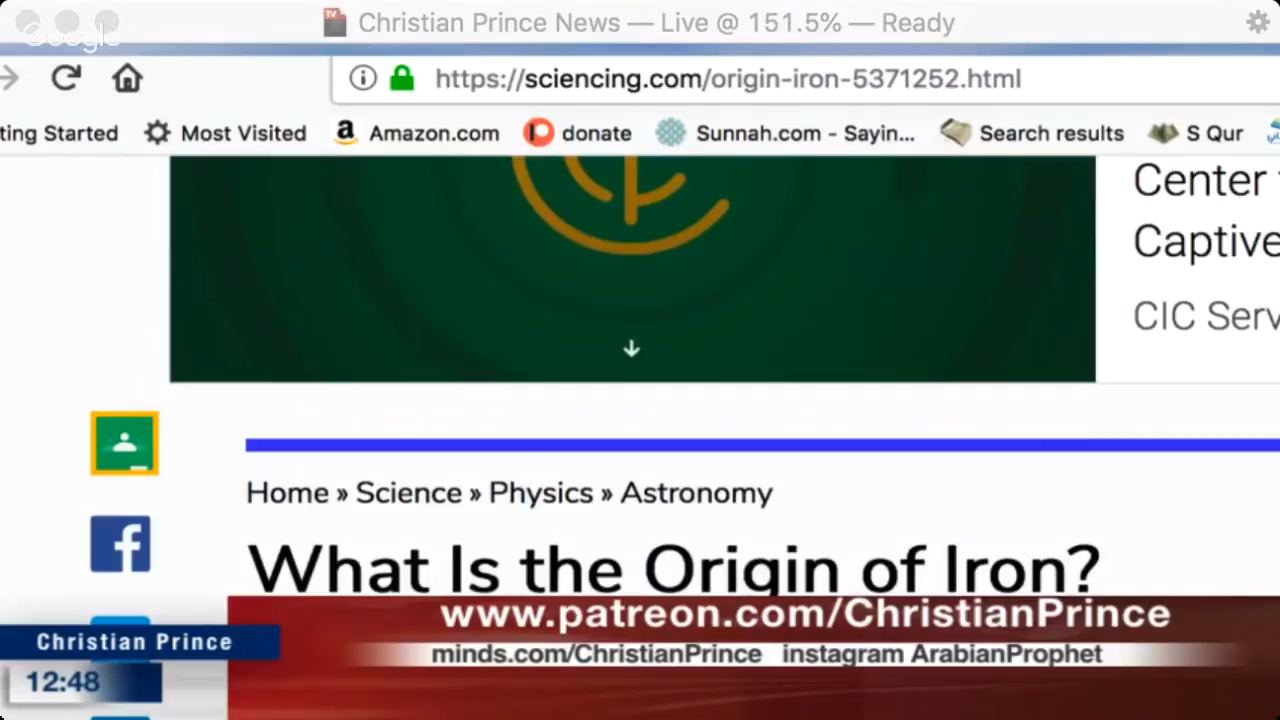 Christian Prince News — Live @ 151.5% — Ready
Google
https://sciencing.com/origin-iron-5371252.html
ting Started Most Visited Amazon.com donate Sunnah.com - Sayin... Search results S Qur
Center
Captive
CIC Serv
Home » Science » Physics » Astronomy
What Is the Origin of Iron?
www.patreon.com/ChristianPrince
Christian Prince
minds.com/ChristianPrince instagram ArabianProphet
12:48